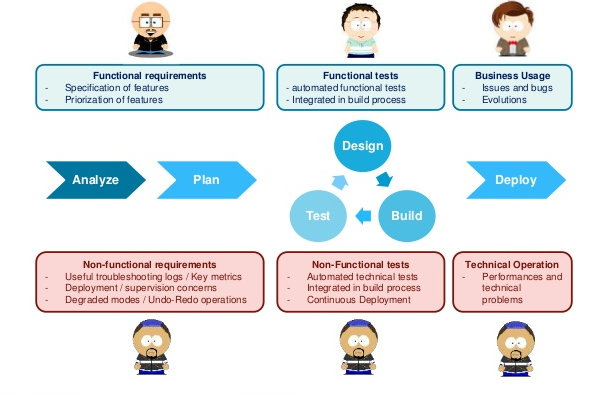 Functional requirements
- Specification of features
- Priorization of features
Functional tests
- automated functional tests
- Integrated in build process
Business Usage
- Issues and bugs
- Evolutions
Analyze
Plan
Design
Test
Build
Deploy
Non-functional requirements
- Useful troubleshooting logs / Key metrics
- Deployment / supervision concerns
- Degraded modes / Undo-Redo operations
Non-Functional tests
- Automated technical tests
- Integrated in build process
- Continuous Deployment
Technical Operation
- Performances and
technical
problems